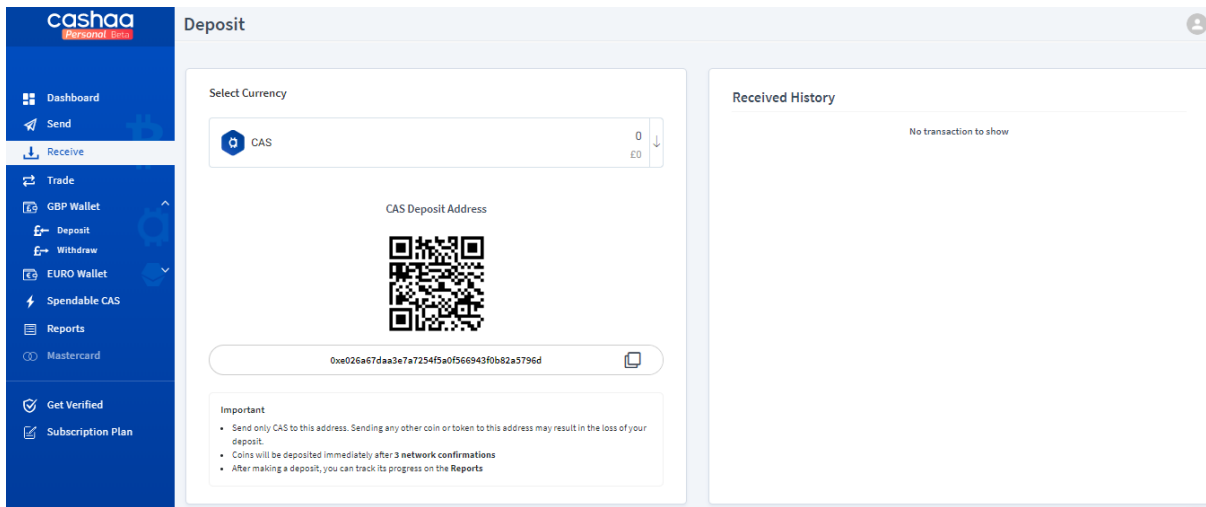 cashaa
Personal Beta
Deposit
Dashboard
Send
Receive
Trade
GBP Wallet
Deposit
Withdraw
EURO Wallet
Spendable CAS
Reports
Mastercard
Get Verified
Subscription Plan
Select Currency
CAS
0
£0
CAS Deposit Address
0xe026a67daa3e7a7254f5a0f566943f0b82a5796d
Important
• Send only CAS to this address. Sending any other coin or token to this address may result in the loss of your
deposit.
• Coins will be deposited immediately after 3 network confirmations
• After making a deposit, you can track its progress on the Reports
Received History
No transaction to show